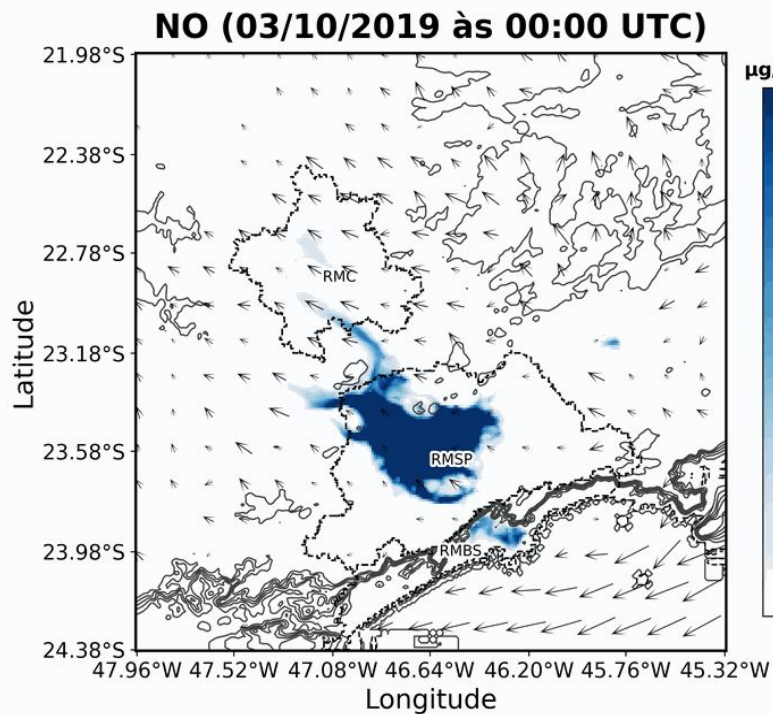 NO (03/10/2019 às 00:00 UTC)
µg/
21.98°S
22.38°S
22.78°S
23.18°S
23.58°S
23.98°S
24.38°S
Latitude
RMC
RMSP
RMBS
47.96°W 47.52°W 47.08°W 46.64°W 46.20°W 45.76°W 45.32°W
Longitude